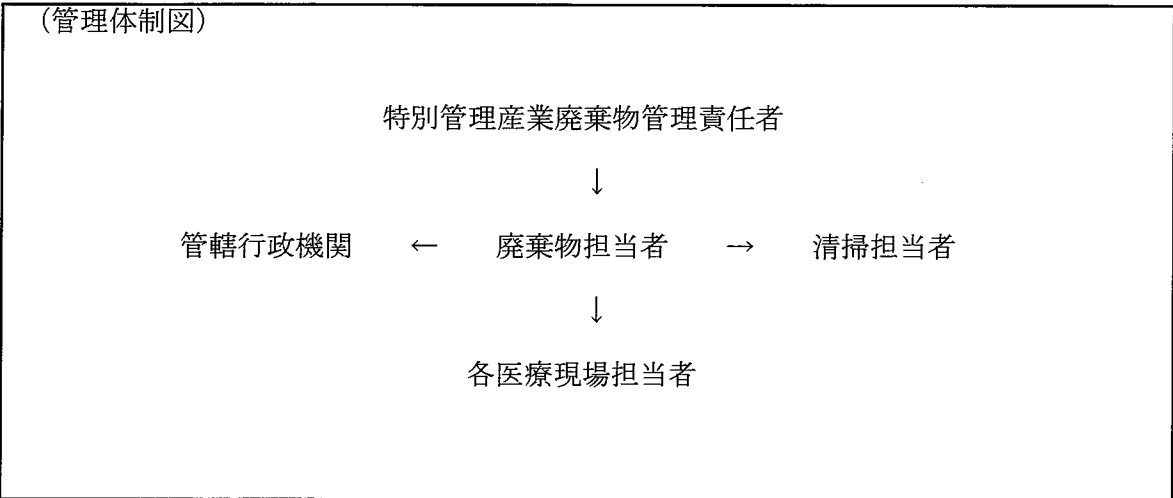 （管理体制図）
特別管理産業廃棄物管理責任者
↓
管轄行政機関　←　廃棄物担当者　→　清掃担当者
↓
各医療現場担当者